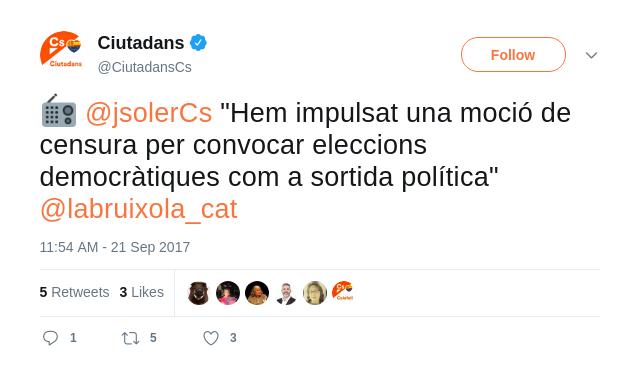 Cs
Ciutadans
Ciutadans
@CiutadansCs
Follow
@jsolerCs "Hem impulsat una moció de
censura per convocar eleccions
democràtiques com a sortida política"
@labruixola_cat
11:54 AM - 21 Sep 2017
5 Retweets 3 Likes
Cs
1 5 3